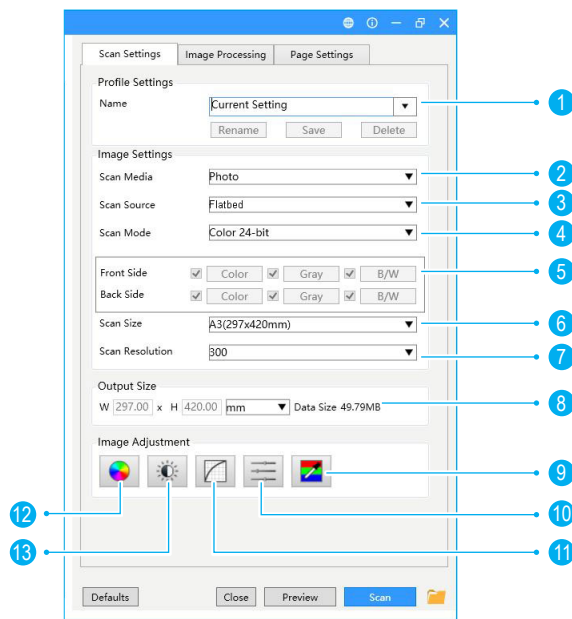 Scan Settings Image Processing Page Settings
Profile Settings
Name Current Setting 1
Rename Save Delete
Image Settings
Scan Media Photo 2
Scan Source Flatbed 3
Scan Mode Color 24-bit 4
Front Side Color Gray B/W 5
Back Side Color Gray B/W
Scan Size A3(297x420mm) 6
Scan Resolution 300 7
Output Size
W 297.00 x H 420.00 mm Data Size 49.79MB 8
Image Adjustment
9
12 10
13 11
Defaults Close Preview Scan